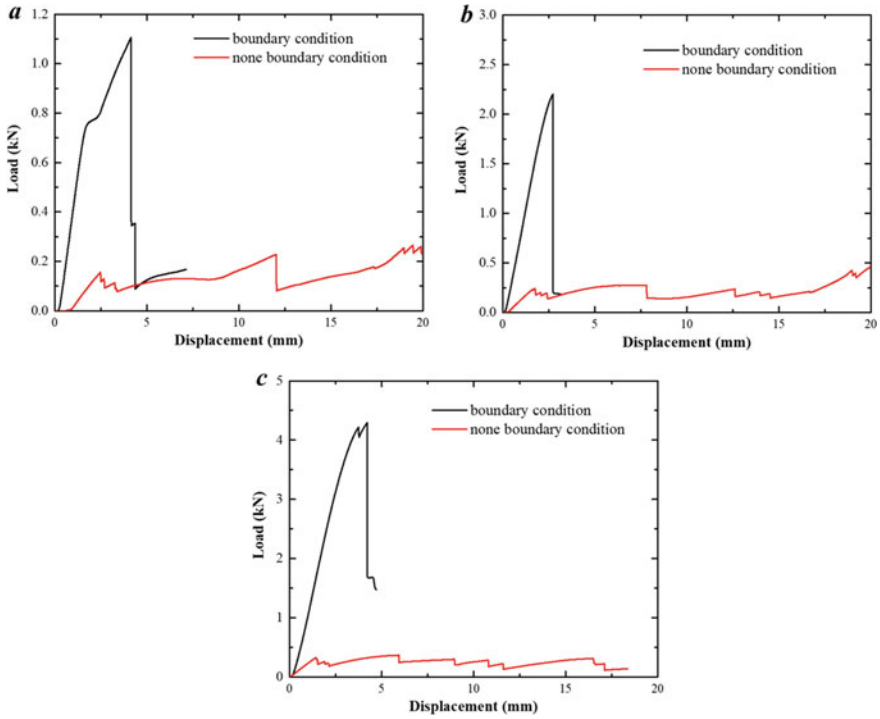 a
boundary condition
none boundary condition
Load (kN)
1.2
1.0
0.8
0.6
0.4
0.2
0.0
0 5 10 15 20
Displacement (mm)
b
boundary condition
none boundary condition
Load (kN)
3.0
2.5
2.0
1.5
1.0
0.5
0.0
0 5 10 15 20
Displacement (mm)
c
boundary condition
none boundary condition
Load (kN)
5
4
3
2
1
0
0 5 10 15 20
Displacement (mm)